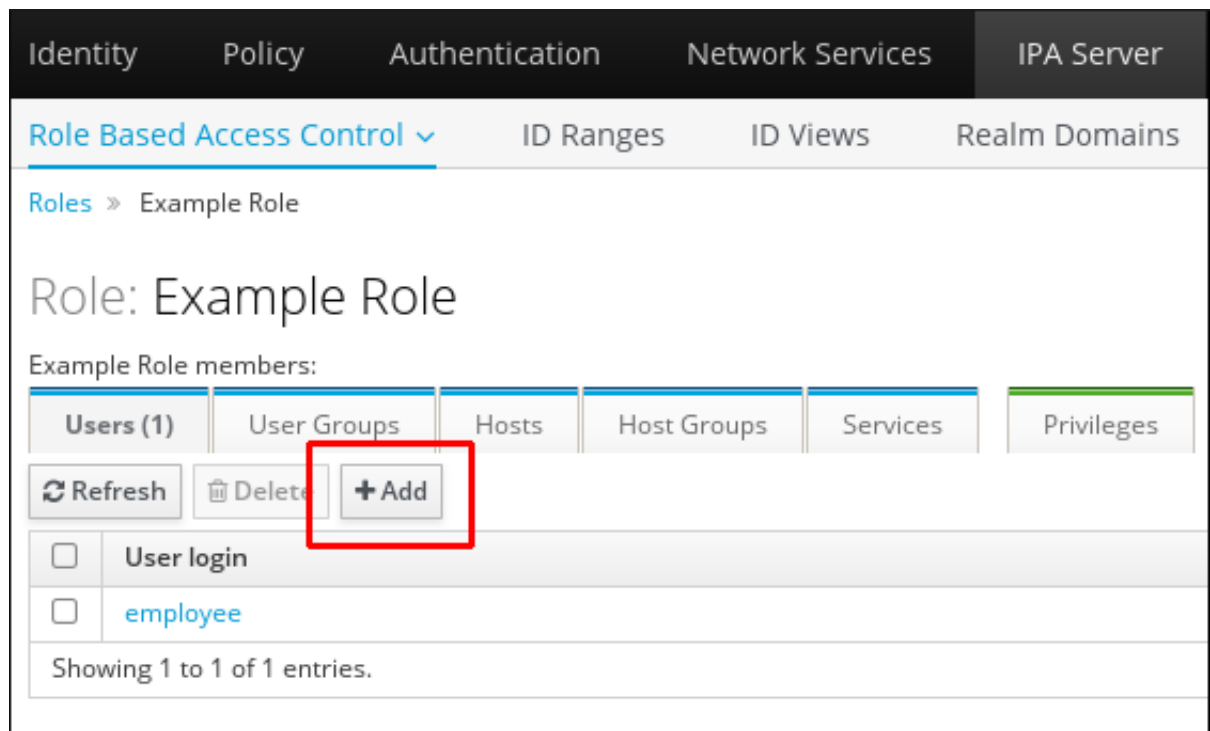 Identity Policy Authentication Network Services IPA Server
Role Based Access Control ID Ranges ID Views Realm Domains
Roles » Example Role
Role: Example Role
Example Role members:
Users (1) User Groups Hosts Host Groups Services Privileges
Refresh Delete + Add
User login
employee
Showing 1 to 1 of 1 entries.